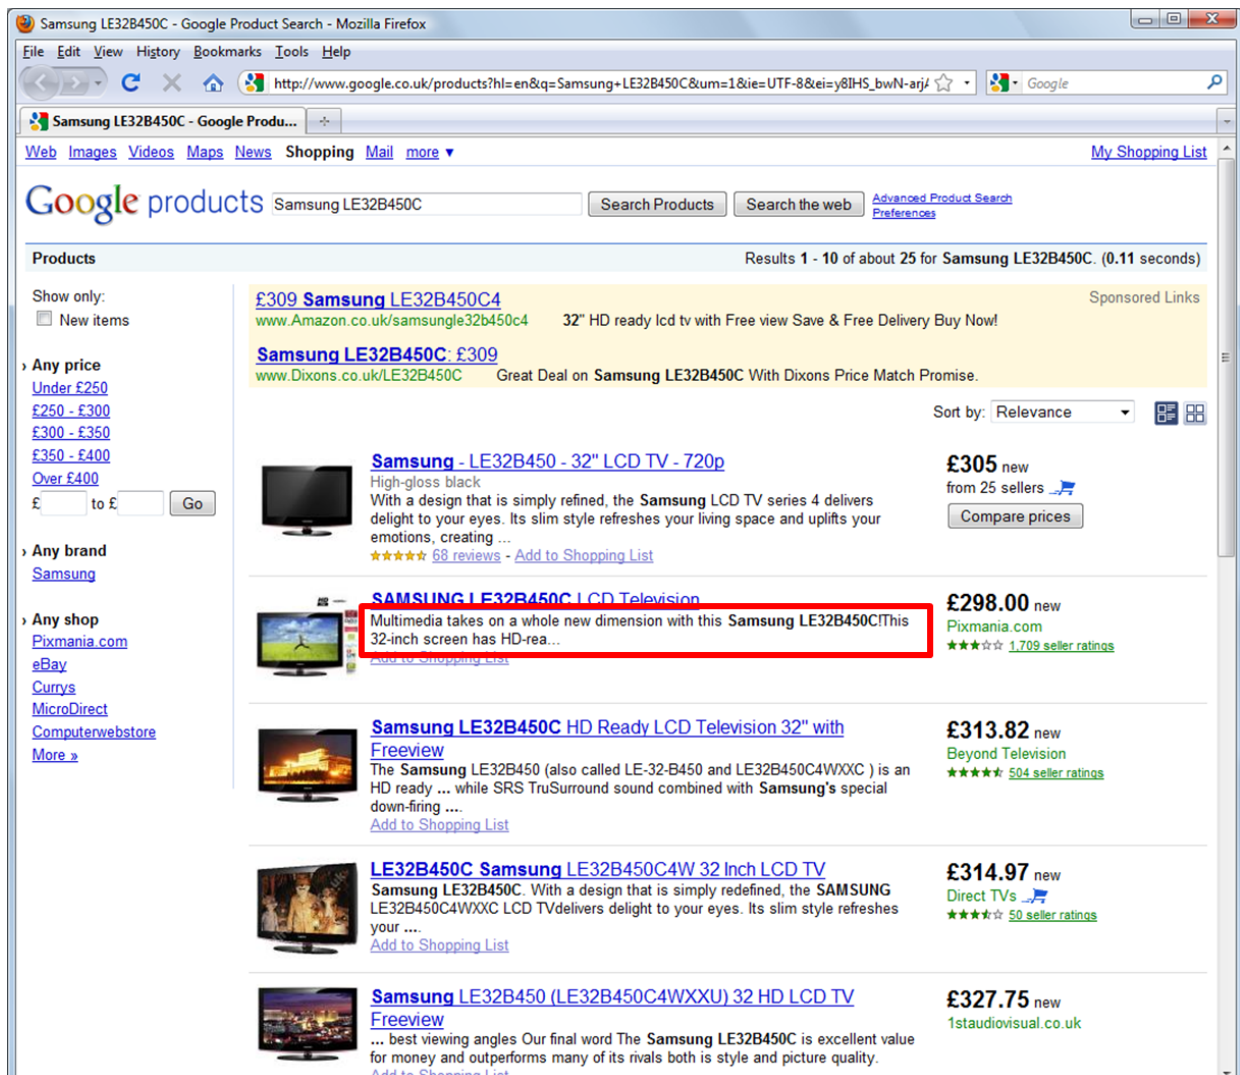 Samsung LE32B450C - Google Product Search - Mozilla Firefox
File Edit View History Bookmarks Tools Help
http://www.google.co.uk/products?hl=en&q=Samsung+LE32B450C&um=1&ie=UTF-8&ei=y8IHS_bwN-arjA
Google
Samsung LE32B450C - Google Produ...
Web Images Videos Maps News Shopping Mail more ▼ My Shopping List
Google products Samsung LE32B450C Search Products Search the web Advanced Product Search
Preferences
Products Results 1 - 10 of about 25 for Samsung LE32B450C. (0.11 seconds)
Show only:
New items
› Any price
Under £250
£250 - £300
£300 - £350
£350 - £400
Over £400
£ to £ Go
› Any brand
Samsung
› Any shop
Pixmania.com
eBay
Currys
MicroDirect
Computerwebstore
More »
£309 Samsung LE32B450C4 Sponsored Links
www.Amazon.co.uk/samsungle32b450c4 32" HD ready lcd tv with Free view Save & Free Delivery Buy Now!
Samsung LE32B450C: £309
www.Dixons.co.uk/LE32B450C Great Deal on Samsung LE32B450C With Dixons Price Match Promise.
Sort by: Relevance
Samsung - LE32B450 - 32" LCD TV - 720p
High-gloss black
With a design that is simply refined, the Samsung LCD TV series 4 delivers
delight to your eyes. Its slim style refreshes your living space and uplifts your
emotions, creating ...
68 reviews - Add to Shopping List
£305 new
from 25 sellers
Compare prices
SAMSUNG LE32B450C LCD Television
Multimedia takes on a whole new dimension with this Samsung LE32B450C!This
32-inch screen has HD-rea...
Add to Shopping List
£298.00 new
Pixmania.com
1,709 seller ratings
Samsung LE32B450C HD Ready LCD Television 32" with
Freeview
The Samsung LE32B450 (also called LE-32-B450 and LE32B450C4WXXC ) is an
HD ready ... while SRS TruSurround sound combined with Samsung's special
down-firing ....
Add to Shopping List
£313.82 new
Beyond Television
504 seller ratings
LE32B450C Samsung LE32B450C4W 32 Inch LCD TV
Samsung LE32B450C. With a design that is simply redefined, the SAMSUNG
LE32B450C4WXXC LCD TVdelivers delight to your eyes. Its slim style refreshes
your ....
Add to Shopping List
£314.97 new
Direct TVs
50 seller ratings
Samsung LE32B450 (LE32B450C4WXXU) 32 HD LCD TV
Freeview
... best viewing angles Our final word The Samsung LE32B450C is excellent value
for money and outperforms many of its rivals both is style and picture quality.
Add to Shopping List
£327.75 new
1staudiovisual.co.uk